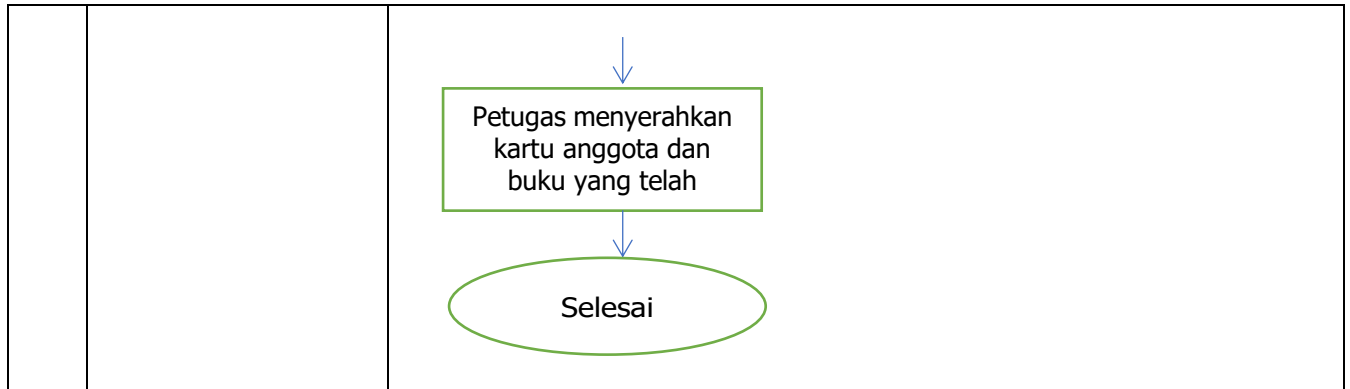 Petugas menyerahkan
kartu anggota dan
buku yang telah
Selesai